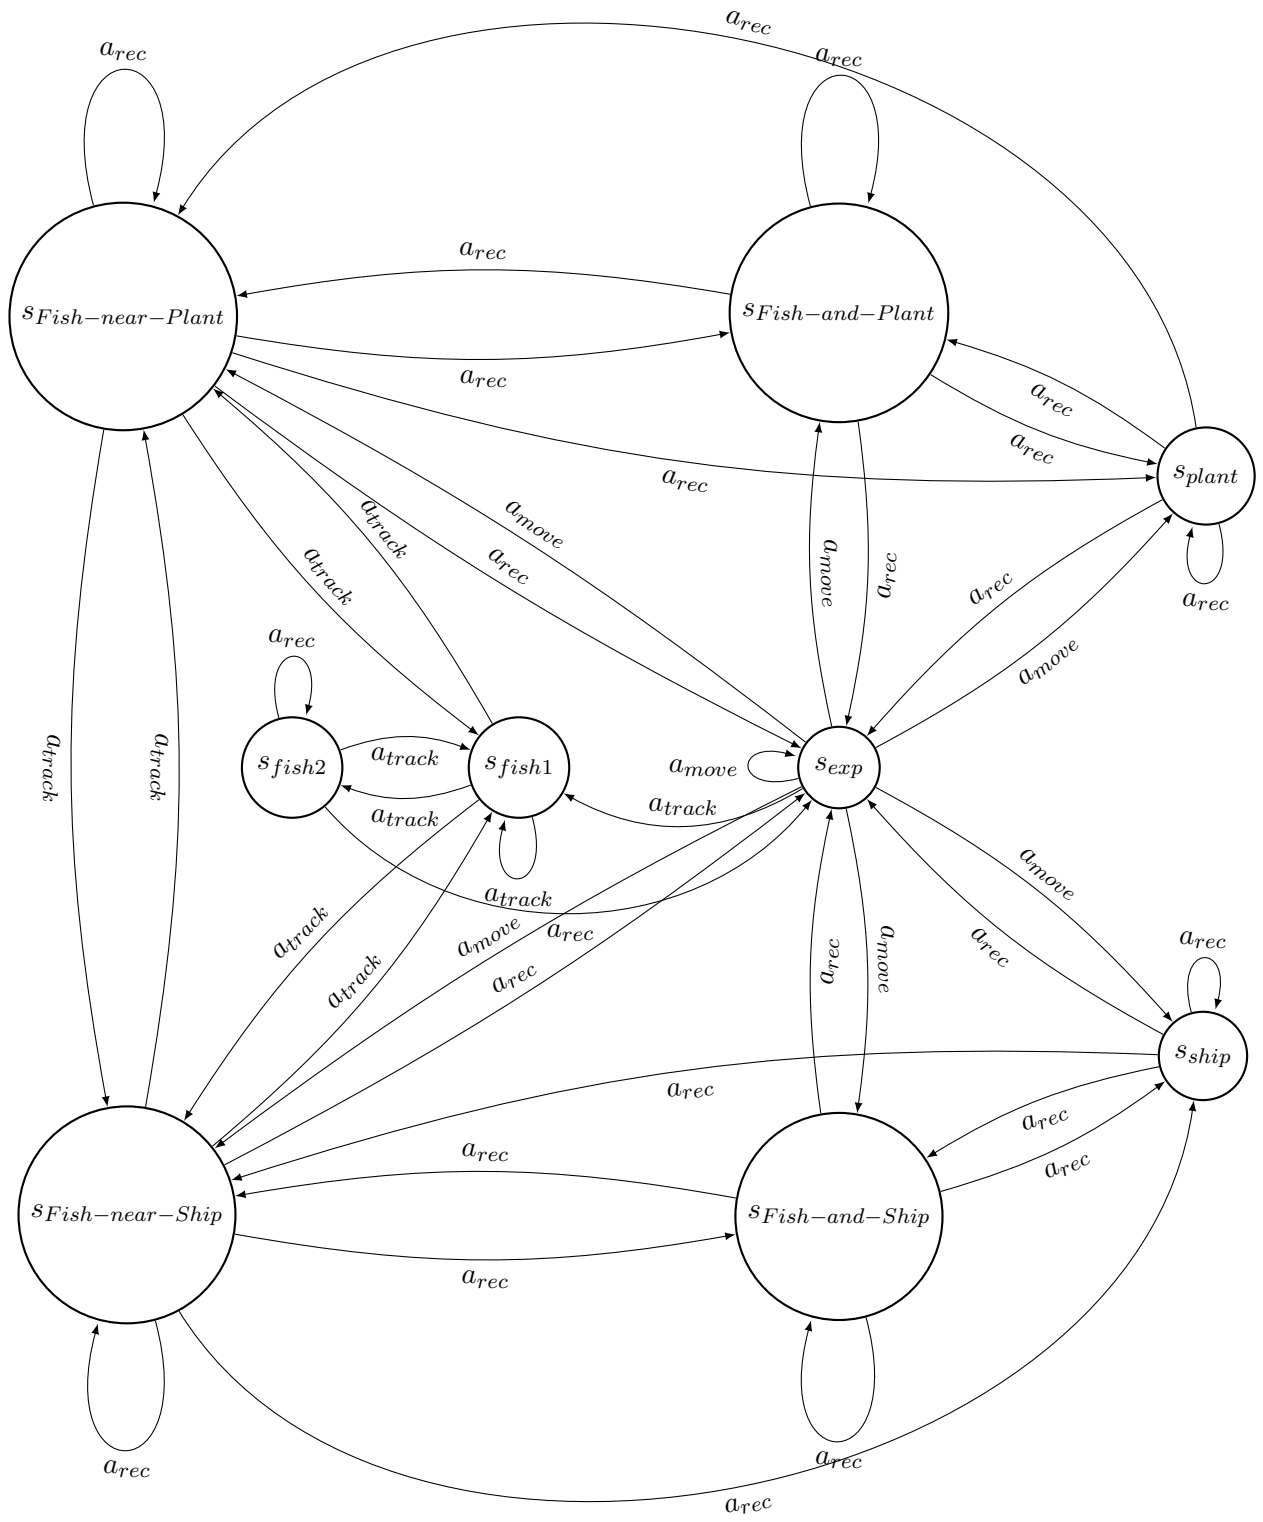 a_rec
a_rec
a_rec
a_rec
s_Fish−near−Plant
s_Fish−and−Plant
a_rec
a_rec
a_rec
a_rec
s_plant
a_track
a_move
a_track
a_rec
a_move
a_rec
a_rec
a_rec
a_move
a_rec
a_track
a_track
s_fish2
a_track
s_fish1
a_move
s_exp
a_track
a_track
a_track
a_track
a_move
a_rec
a_move
a_track
a_rec
a_rec
a_move
a_rec
a_track
a_rec
s_ship
a_rec
a_rec
a_rec
a_rec
s_Fish−near−Ship
s_Fish−and−Ship
a_rec
a_rec
a_rec
a_rec